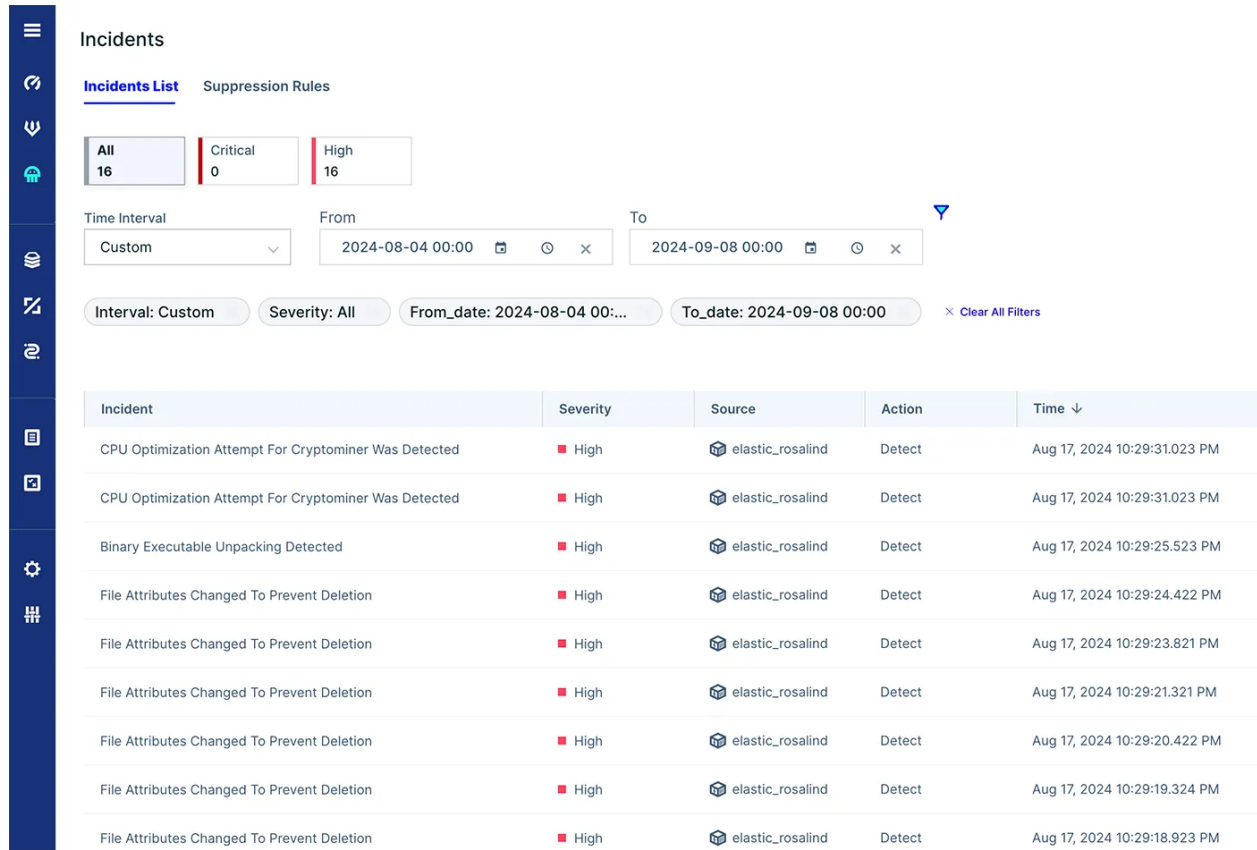 Incidents
Incidents List Suppression Rules
All Critical High
16 0 16
Time Interval From To
Custom 2024-08-04 00:00 2024-09-08 00:00
Interval: Custom Severity: All From_date: 2024-08-04 00:... To_date: 2024-09-08 00:00 Clear All Filters
Incident Severity Source Action Time
CPU Optimization Attempt For Cryptominer Was Detected High elastic_rosalind Detect Aug 17, 2024 10:29:31.023 PM
CPU Optimization Attempt For Cryptominer Was Detected High elastic_rosalind Detect Aug 17, 2024 10:29:31.023 PM
Binary Executable Unpacking Detected High elastic_rosalind Detect Aug 17, 2024 10:29:25.523 PM
File Attributes Changed To Prevent Deletion High elastic_rosalind Detect Aug 17, 2024 10:29:24.422 PM
File Attributes Changed To Prevent Deletion High elastic_rosalind Detect Aug 17, 2024 10:29:23.821 PM
File Attributes Changed To Prevent Deletion High elastic_rosalind Detect Aug 17, 2024 10:29:21.321 PM
File Attributes Changed To Prevent Deletion High elastic_rosalind Detect Aug 17, 2024 10:29:20.422 PM
File Attributes Changed To Prevent Deletion High elastic_rosalind Detect Aug 17, 2024 10:29:19.324 PM
File Attributes Changed To Prevent Deletion High elastic_rosalind Detect Aug 17, 2024 10:29:18.923 PM